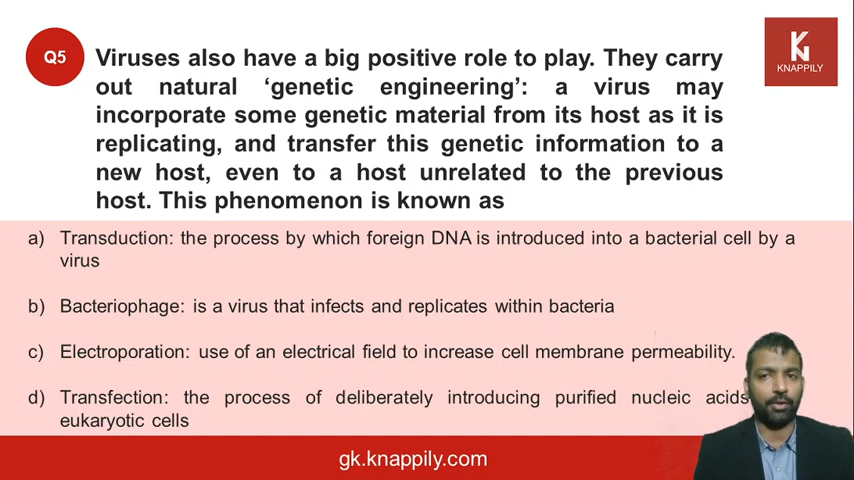 Q5
Viruses also have a big positive role to play. They carry
out natural ‘genetic engineering’: a virus may
incorporate some genetic material from its host as it is
replicating, and transfer this genetic information to a
new host, even to a host unrelated to the previous
host. This phenomenon is known as
KNAPPILY
a) Transduction: the process by which foreign DNA is introduced into a bacterial cell by a
virus
b) Bacteriophage: is a virus that infects and replicates within bacteria
c) Electroporation: use of an electrical field to increase cell membrane permeability.
d) Transfection: the process of deliberately introducing purified nucleic acids
eukaryotic cells
gk.knappily.com